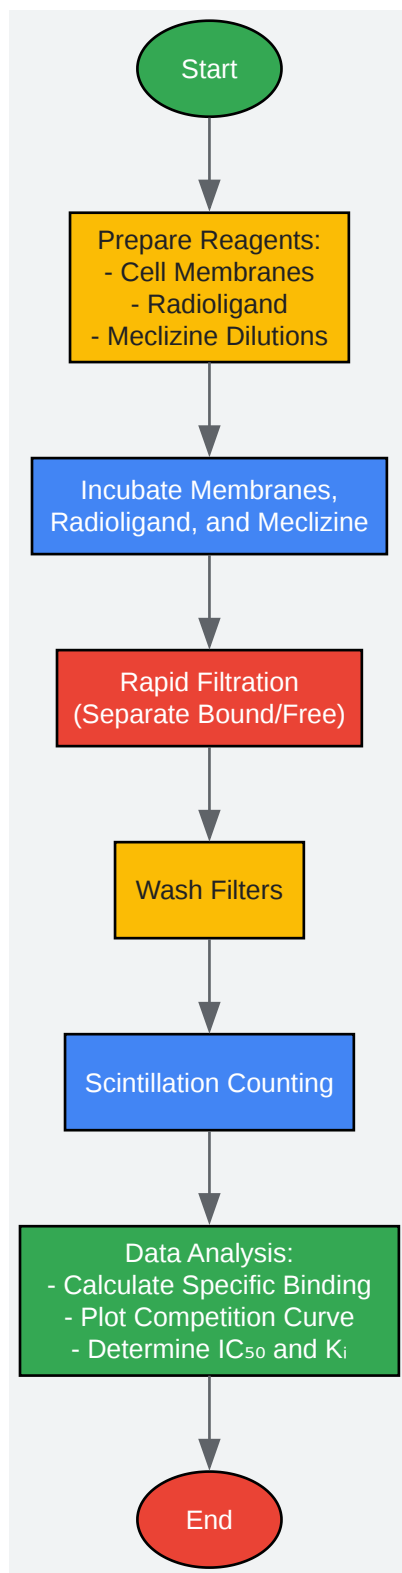 Start
Prepare Reagents:
- Cell Membranes
- Radioligand
- Meclizine Dilutions
Incubate Membranes,
Radioligand, and Meclizine
Rapid Filtration
(Separate Bound/Free)
Wash Filters
Scintillation Counting
Data Analysis:
- Calculate Specific Binding
- Plot Competition Curve
- Determine IC₅₀ and Kᵢ
End